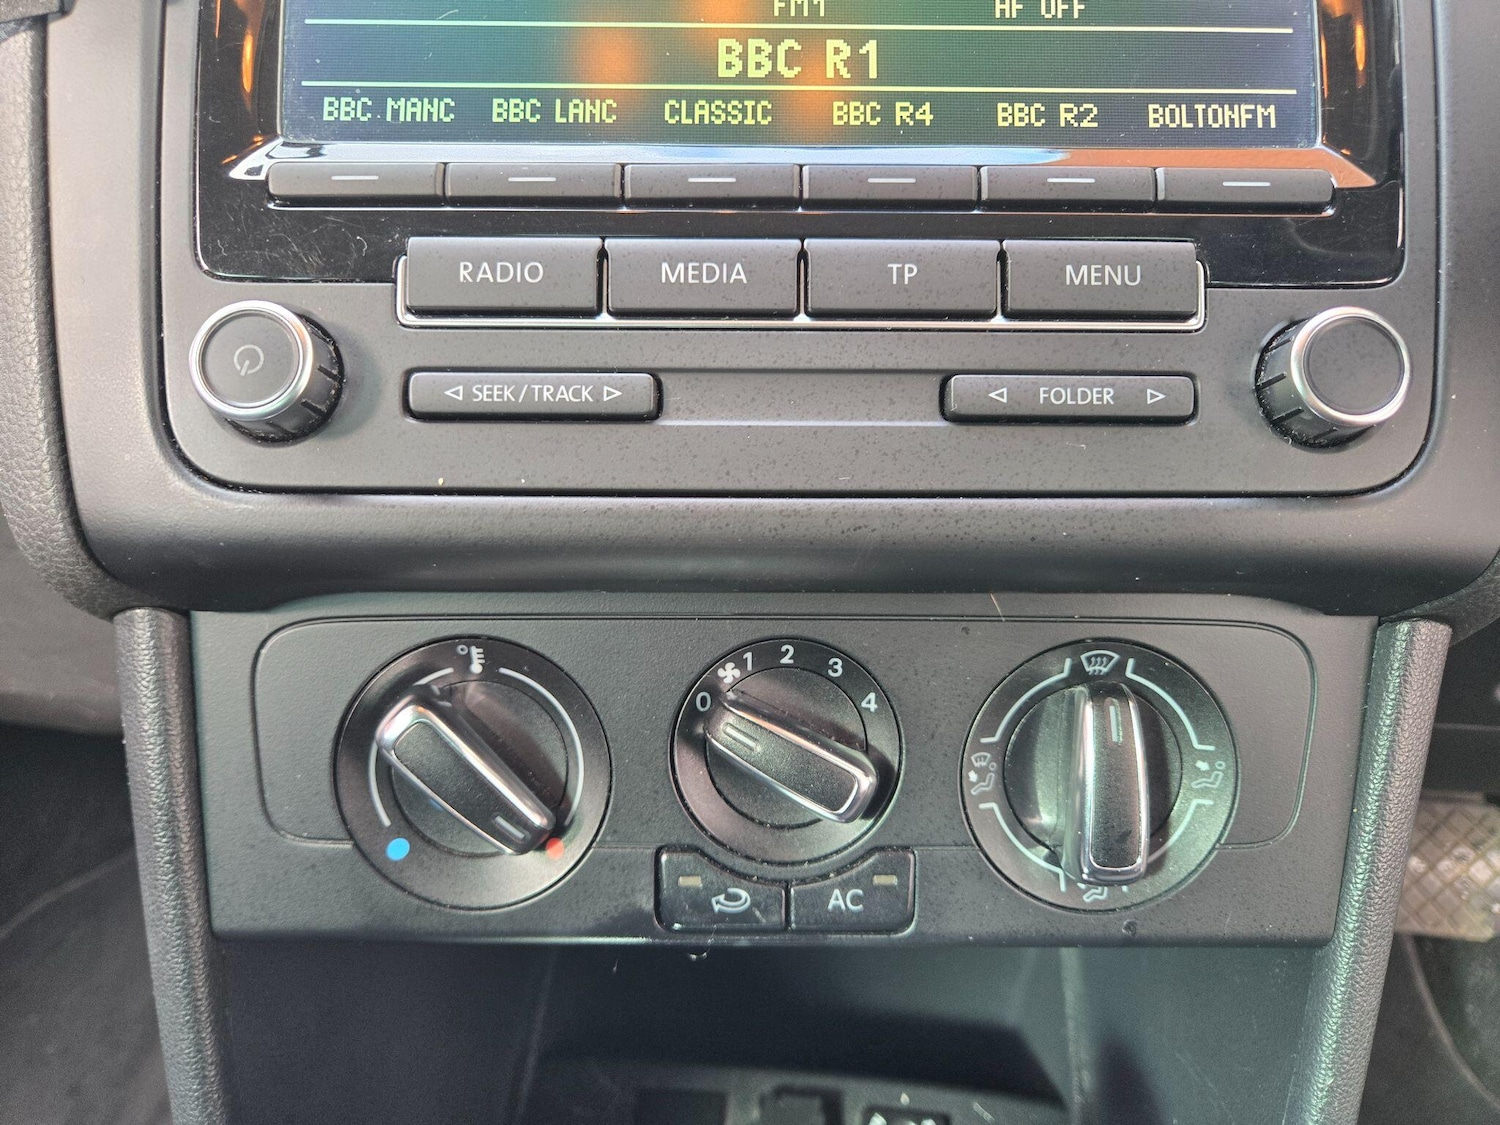 FM1 AF OFF
BBC R1
BBC MANC BBC LANC CLASSIC BBC R4 BBC R2 BOLTONFM
RADIO MEDIA TP MENU
SEEK / TRACK FOLDER
0 1 2 3 4
AC